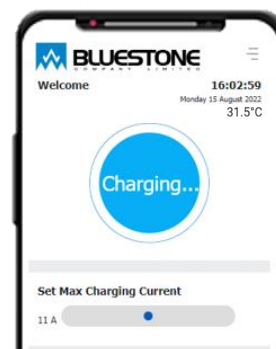 BLUESTONE
COMPANY LIMITED
Welcome 16:02:59
Monday 15 August 2022
31.5°C
Charging...
Set Max Charging Current
11 A